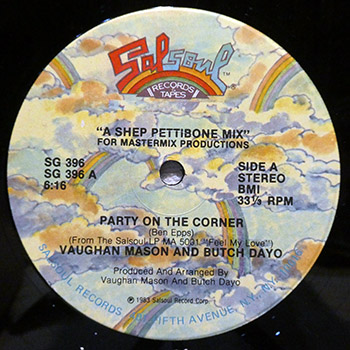 Salsoul
RECORDS
TAPES
"A SHEP PETTIBONE MIX"
FOR MASTERMIX PRODUCTIONS
SG 396
SG 396 A
6:16
SIDE A
STEREO
BMI
33⅓ RPM
PARTY ON THE CORNER
(Ben Epps)
(From The Salsoul LP MA 5001 "Feel My Love")
VAUGHAN MASON AND BUTCH DAYO
Produced and Arranged By
Vaughan Mason and Butch Dayo
© 1983 Salsoul Record Corp.
SALSOUL RECORDS FIFTH AVENUE, N.Y.